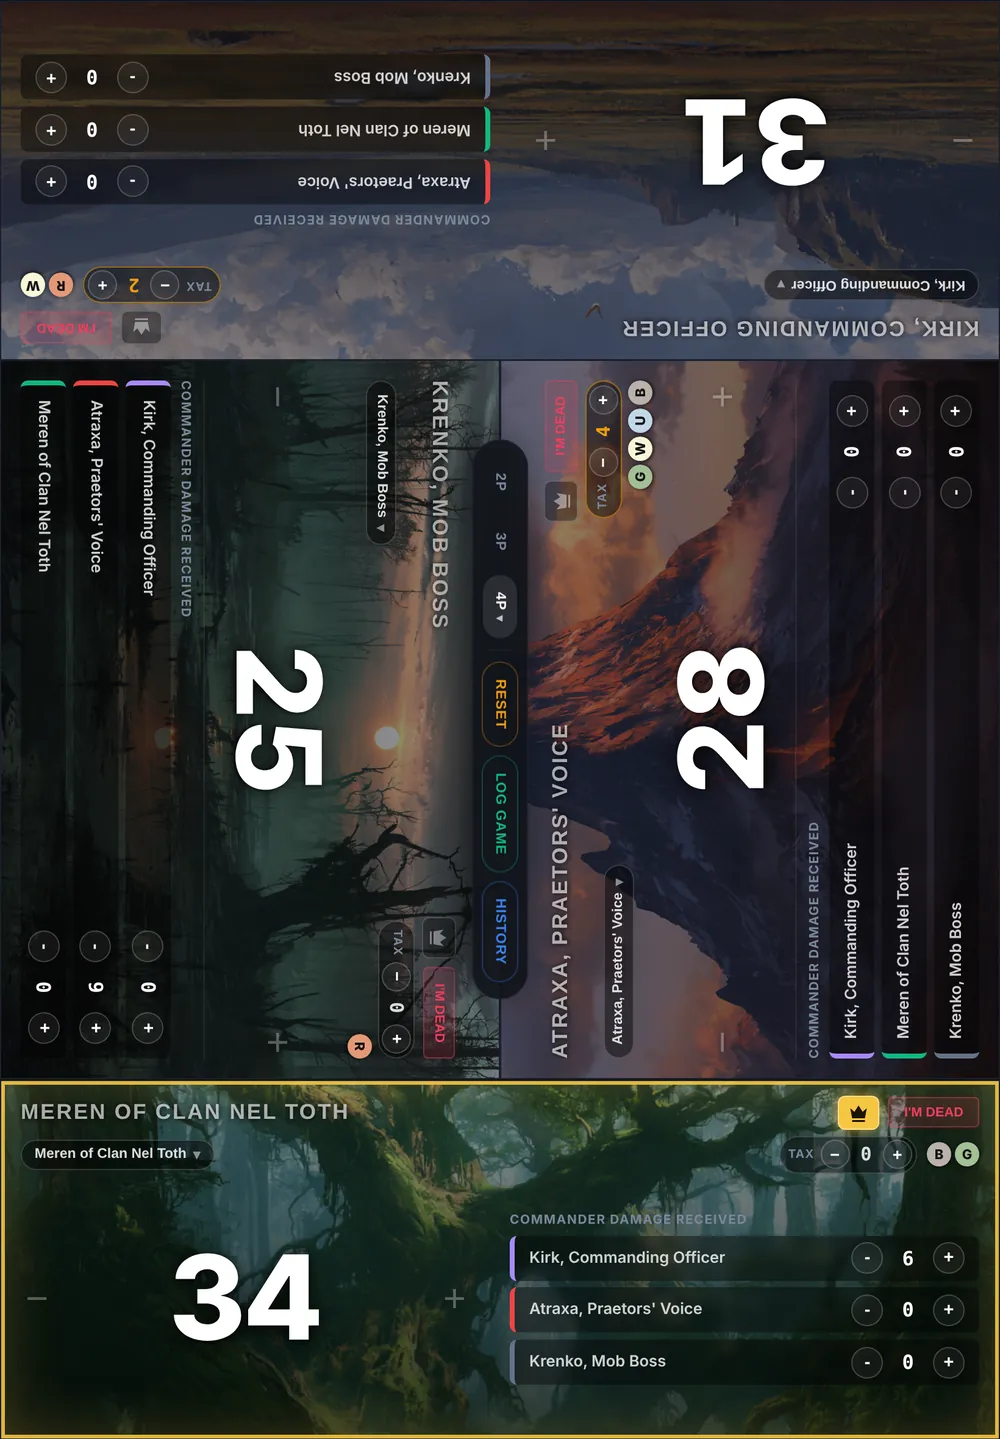 KIRK, COMMANDING OFFICER
Kirk, Commanding Officer ▼
I'M DEAD
TAX − 2 +
R
W
− 31 +
COMMANDER DAMAGE RECEIVED
Atraxa, Praetors' Voice - 0 +
Meren of Clan Nel Toth - 0 +
Krenko, Mob Boss - 0 +
KRENKO, MOB BOSS
Krenko, Mob Boss ▼
I'M DEAD
TAX − 0 +
R
− 25 +
COMMANDER DAMAGE RECEIVED
Kirk, Commanding Officer - 0 +
Atraxa, Praetors' Voice - 9 +
Meren of Clan Nel Toth - 0 +
2P
3P
4P ▼
RESET
LOG GAME
HISTORY
ATRAXA, PRAETORS' VOICE
Atraxa, Praetors' Voice ▼
I'M DEAD
TAX − 4 +
G
W
U
B
− 28 +
COMMANDER DAMAGE RECEIVED
Kirk, Commanding Officer - 0 +
Meren of Clan Nel Toth - 0 +
Krenko, Mob Boss - 0 +
MEREN OF CLAN NEL TOTH
Meren of Clan Nel Toth ▼
I'M DEAD
TAX − 0 +
B
G
− 34 +
COMMANDER DAMAGE RECEIVED
Kirk, Commanding Officer - 6 +
Atraxa, Praetors' Voice - 0 +
Krenko, Mob Boss - 0 +